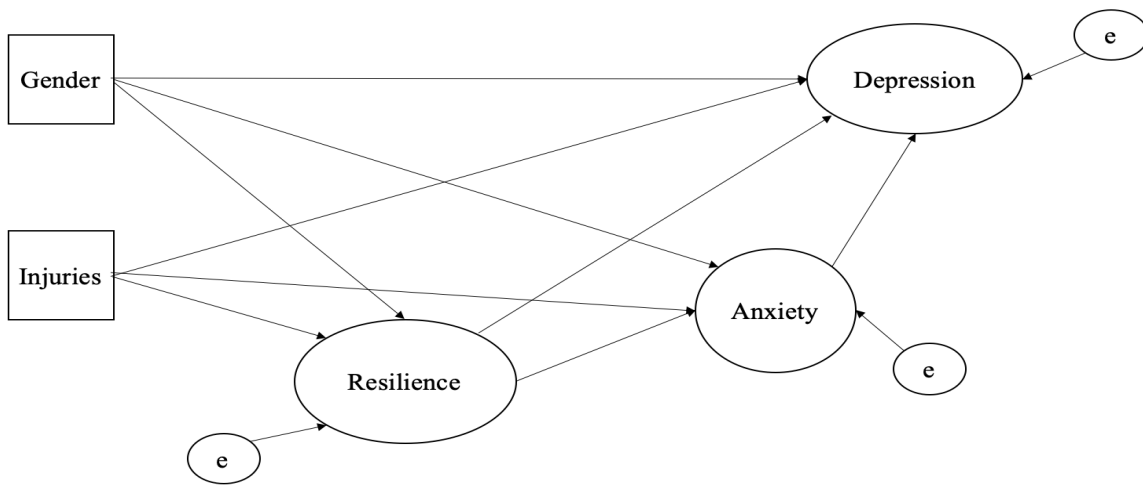 e
Gender
Depression
Injuries
Anxiety
e
Resilience
e